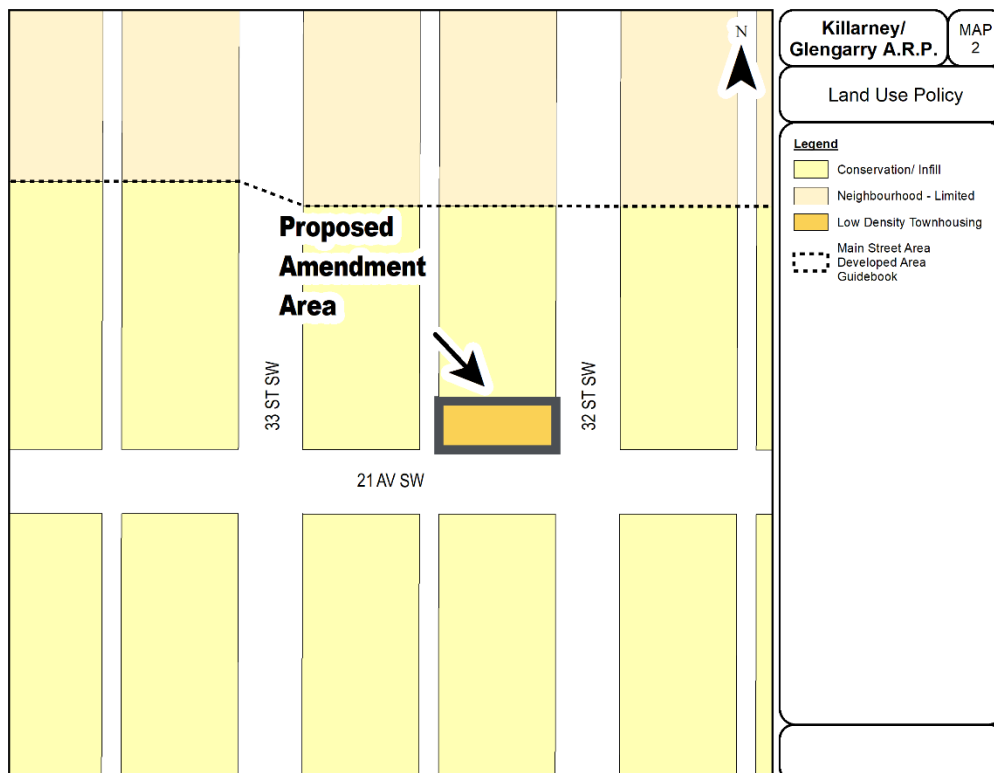 Killarney/
Glengarry A.R.P.
MAP
2
Land Use Policy
Legend
Conservation/ Infill
Neighbourhood - Limited
Low Density Townhousing
Main Street Area
Developed Area
Guidebook
N
Proposed
Amendment
Area
33 ST SW
32 ST SW
21 AV SW